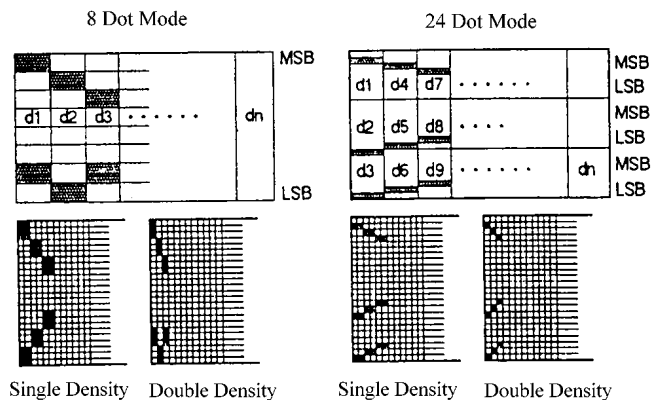 8 Dot Mode
24 Dot Mode
MSB
d1 d2 d3 . . . . . . . dn
LSB
d1 d4 d7 . . . . . . MSB
LSB
d2 d5 d8 . . . . MSB
LSB
d3 d6 d9 . . . . . . dn MSB
LSB
Single Density Double Density
Single Density Double Density